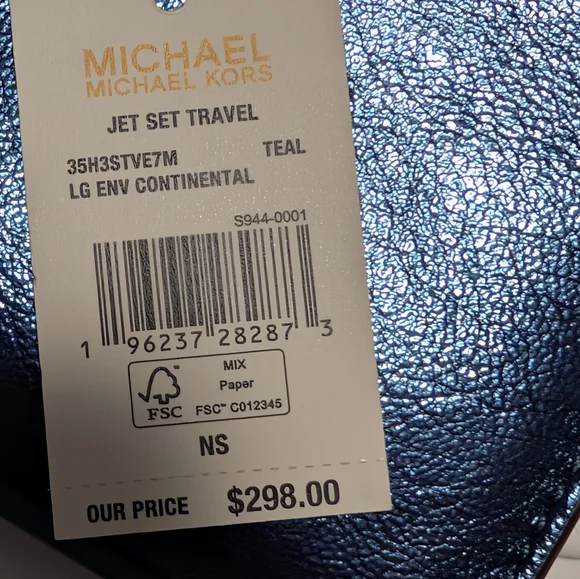 MICHAEL
MICHAEL KORS
JET SET TRAVEL
35H3STVE7M TEAL
LG ENV CONTINENTAL
S944-0001
1 96237 28287 3
FSC™
MIX
Paper
FSC™ C012345
NS
OUR PRICE $298.00